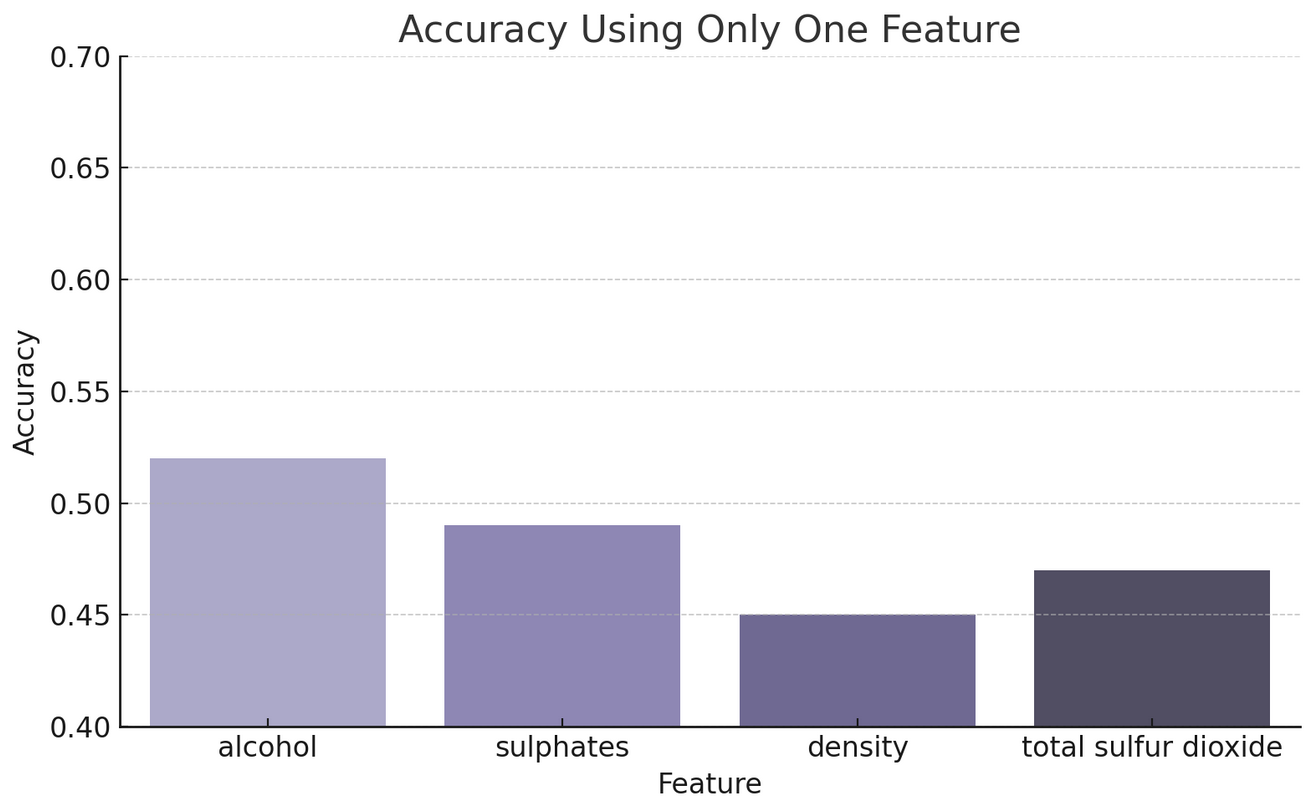 Accuracy Using Only One Feature
0.70
0.65
0.60
0.55
0.50
0.45
0.40
Accuracy
alcohol
sulphates
density
total sulfur dioxide
Feature